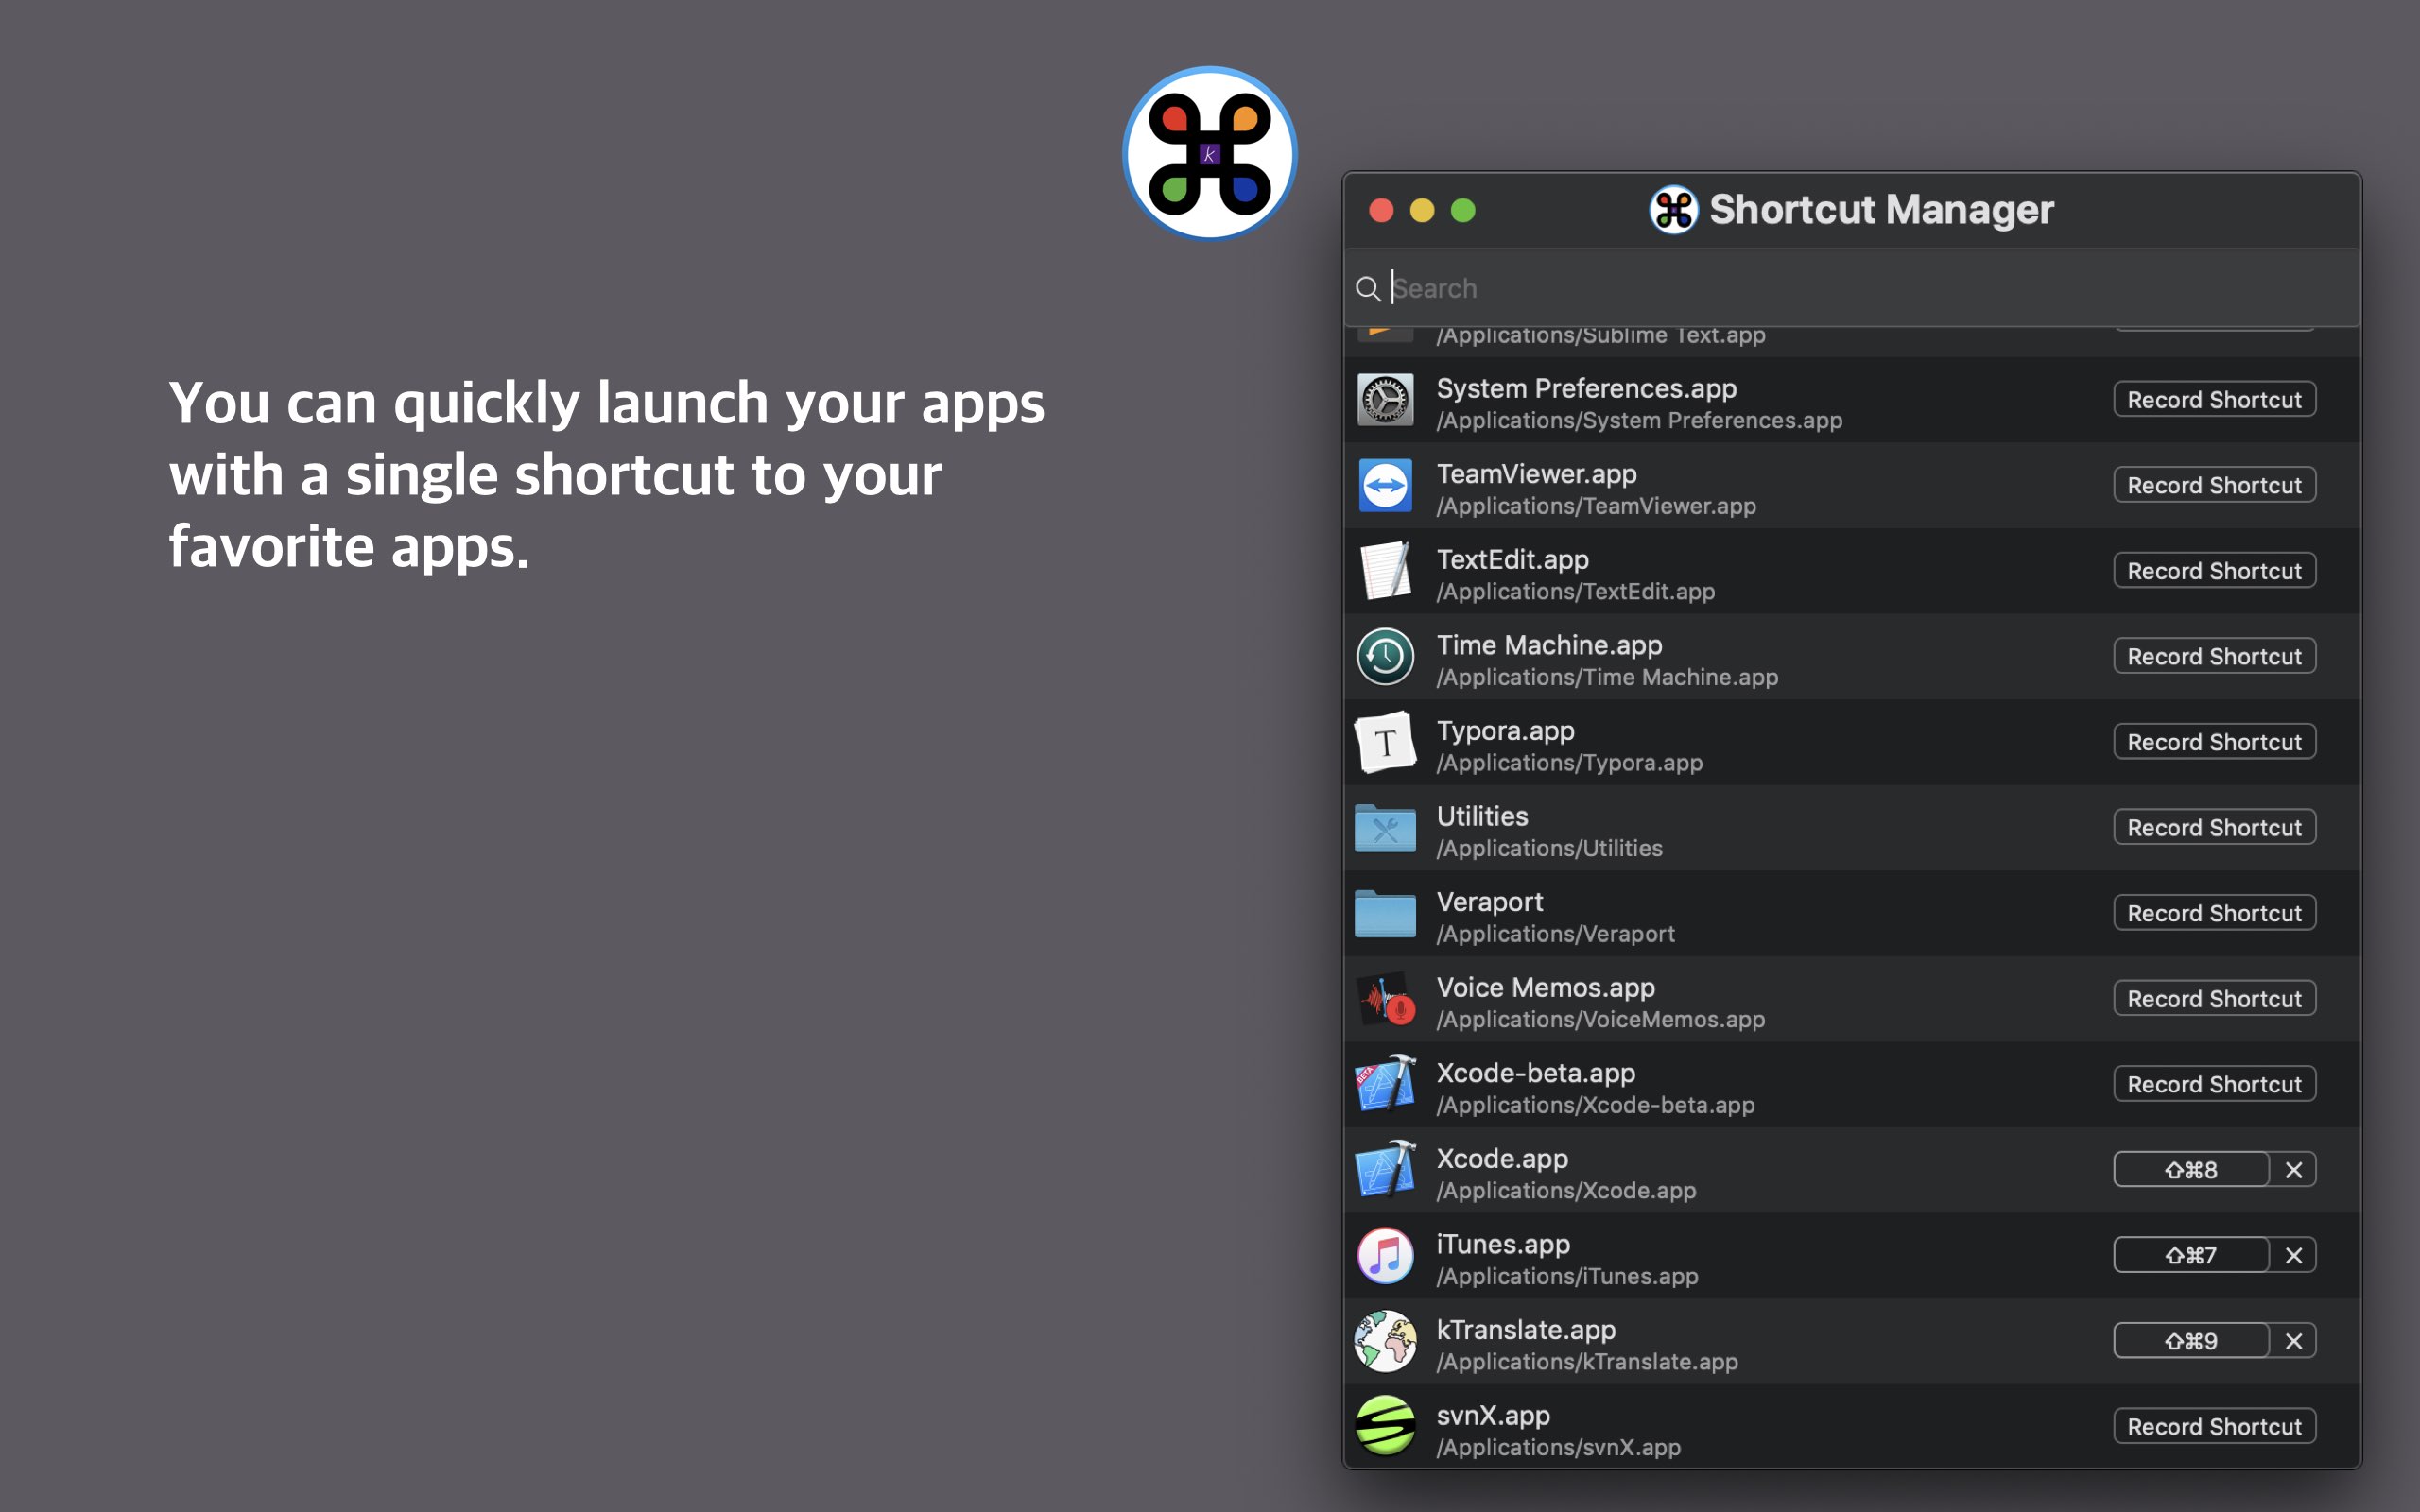 k
You can quickly launch your apps
with a single shortcut to your
favorite apps.
Shortcut Manager
Search
/Applications/Sublime Text.app
System Preferences.app
/Applications/System Preferences.app
Record Shortcut
TeamViewer.app
/Applications/TeamViewer.app
Record Shortcut
TextEdit.app
/Applications/TextEdit.app
Record Shortcut
Time Machine.app
/Applications/Time Machine.app
Record Shortcut
T
Typora.app
/Applications/Typora.app
Record Shortcut
Utilities
/Applications/Utilities
Record Shortcut
Veraport
/Applications/Veraport
Record Shortcut
Voice Memos.app
/Applications/VoiceMemos.app
Record Shortcut
BETA
Xcode-beta.app
/Applications/Xcode-beta.app
Record Shortcut
Xcode.app
/Applications/Xcode.app
⇧⌘8
iTunes.app
/Applications/iTunes.app
⇧⌘7
kTranslate.app
/Applications/kTranslate.app
⇧⌘9
svnX.app
/Applications/svnX.app
Record Shortcut